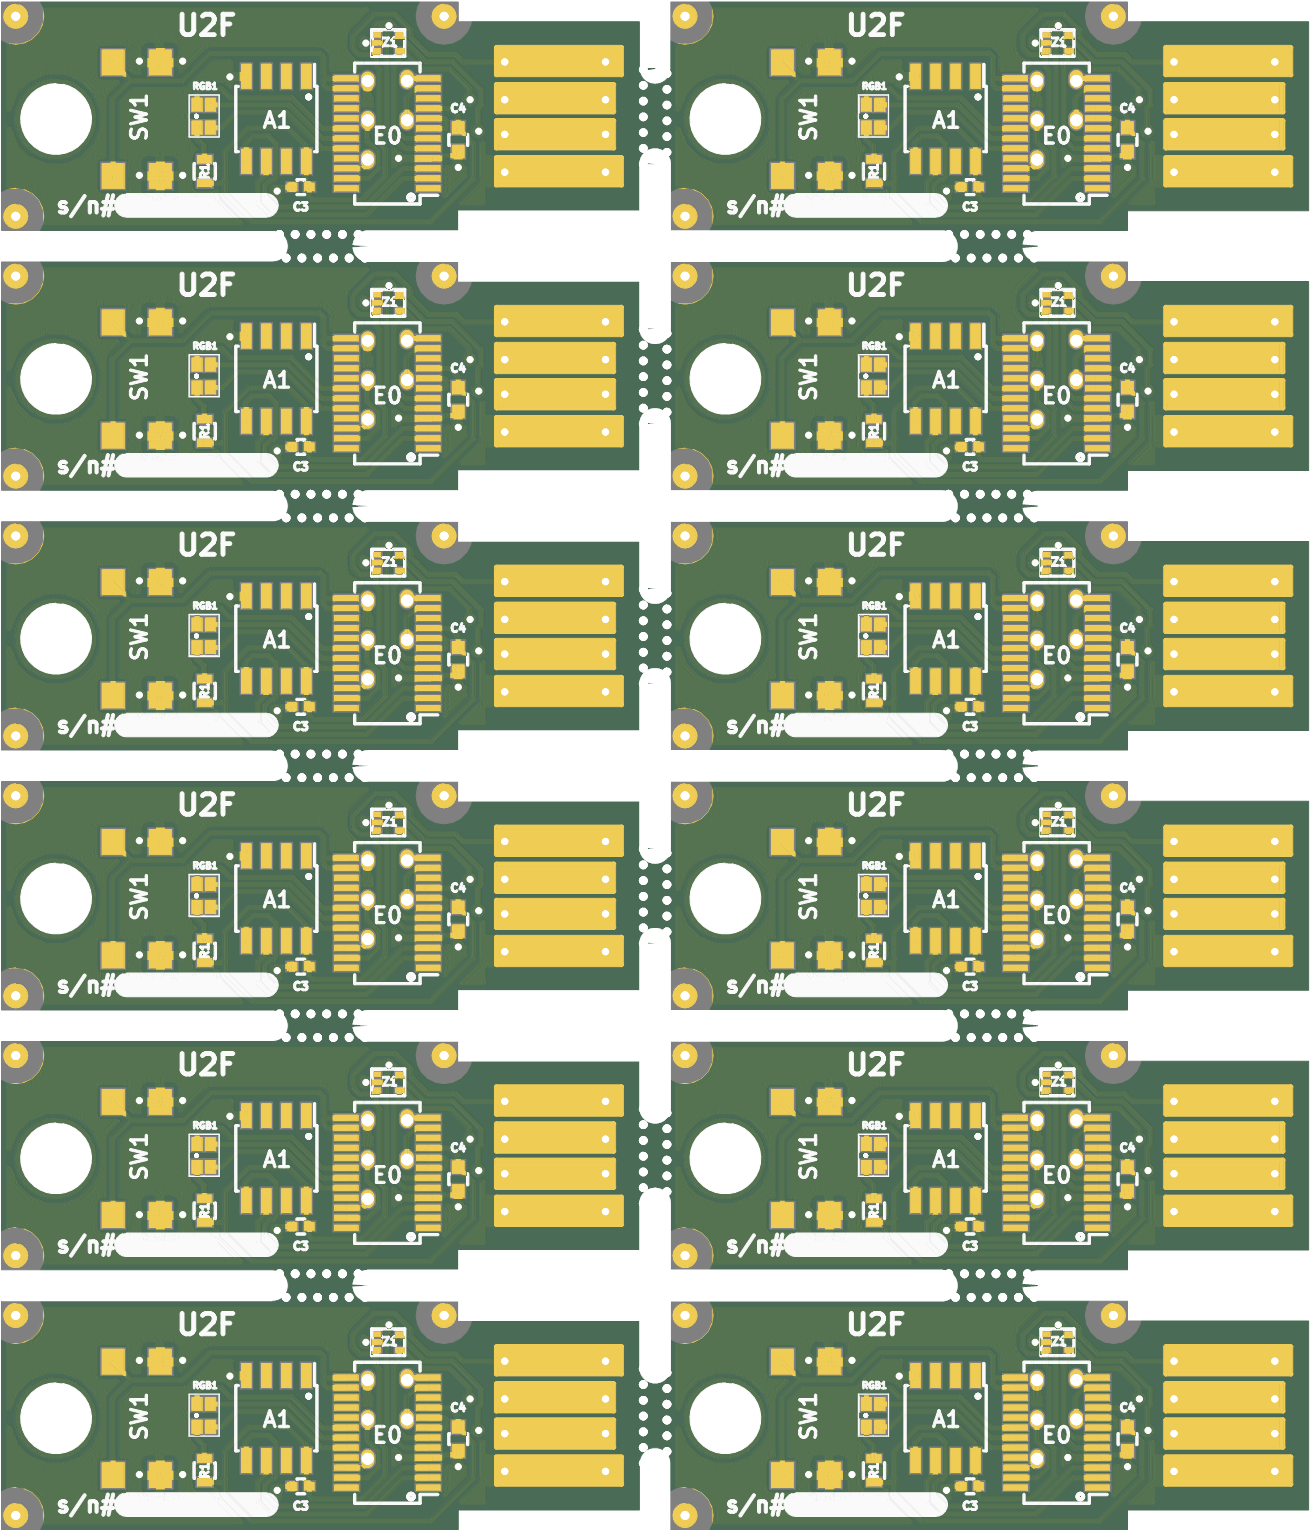 U2F U2F
Z1 Z1
RGB1 RGB1
C4 C4
SW1 A1 SW1 A1
E0 E0
R1 R1
s/n# C3 s/n# C3
U2F U2F
Z1 Z1
RGB1 RGB1
C4 C4
SW1 A1 SW1 A1
E0 E0
R1 R1
s/n# C3 s/n# C3
U2F U2F
Z1 Z1
RGB1 RGB1
C4 C4
SW1 A1 SW1 A1
E0 E0
R1 R1
s/n# C3 s/n# C3
U2F U2F
Z1 Z1
RGB1 RGB1
C4 C4
SW1 A1 SW1 A1
E0 E0
R1 R1
s/n# C3 s/n# C3
U2F U2F
Z1 Z1
RGB1 RGB1
C4 C4
SW1 A1 SW1 A1
E0 E0
R1 R1
s/n# C3 s/n# C3
U2F U2F
Z1 Z1
RGB1 RGB1
C4 C4
SW1 A1 SW1 A1
E0 E0
R1 R1
s/n# C3 s/n# C3